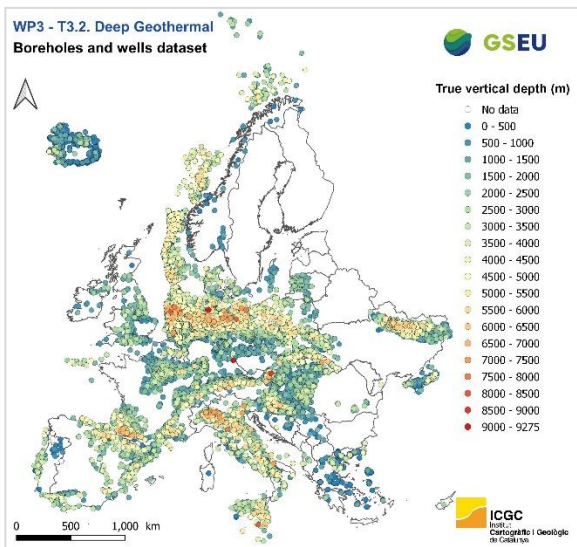 WP3 - T3.2. Deep Geothermal
Boreholes and wells dataset
GSEU
True vertical depth (m)
No data
0 - 500
500 - 1000
1000 - 1500
1500 - 2000
2000 - 2500
2500 - 3000
3000 - 3500
3500 - 4000
4000 - 4500
4500 - 5000
5000 - 5500
5500 - 6000
6000 - 6500
6500 - 7000
7000 - 7500
7500 - 8000
8000 - 8500
8500 - 9000
9000 - 9275
0 500 1,000 km
ICGC
Institut
Cartogràfic i Geològic
de Catalunya